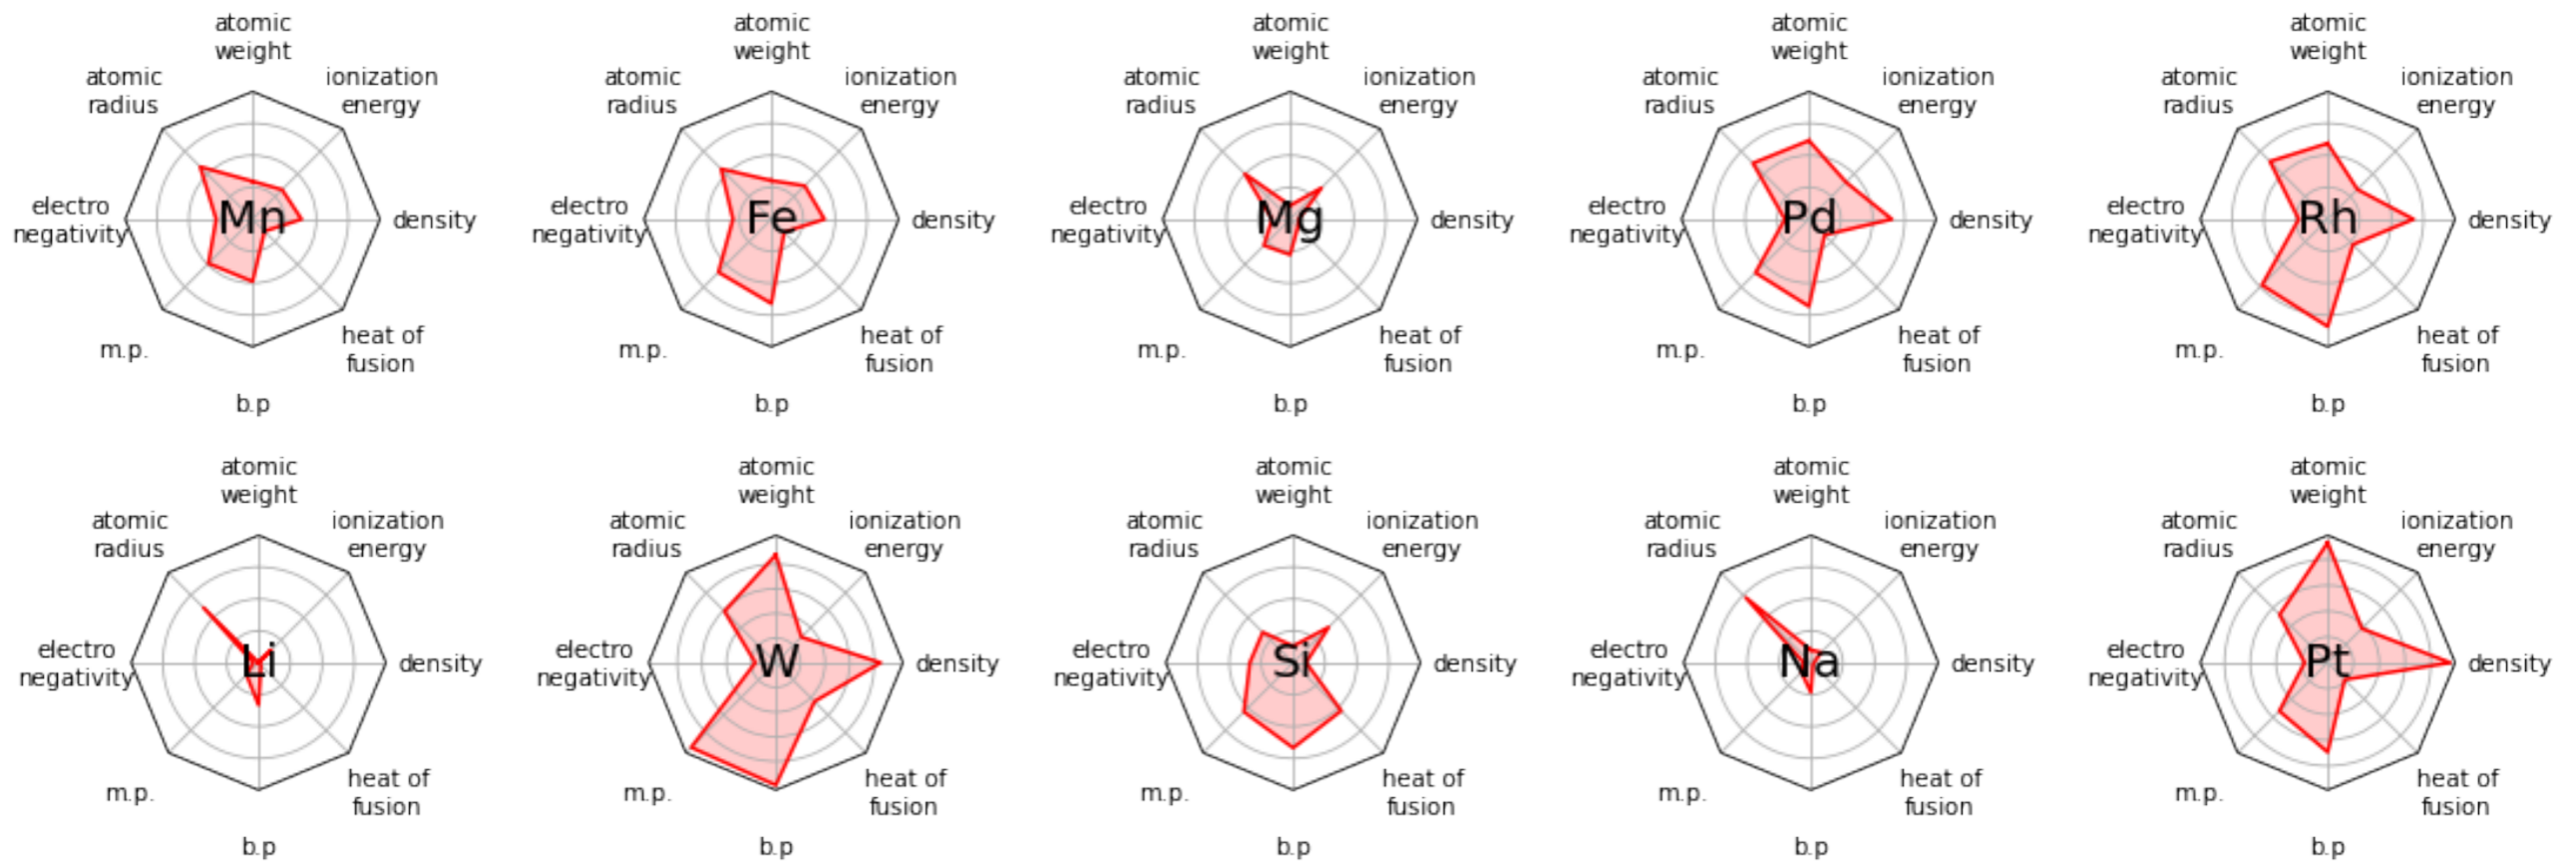 atomic
weight
atomic
radius
ionization
energy
electro
negativity
Mn
density
m.p.
heat of
fusion
b.p
atomic
weight
atomic
radius
ionization
energy
electro
negativity
Fe
density
m.p.
heat of
fusion
b.p
atomic
weight
atomic
radius
ionization
energy
electro
negativity
Mg
density
m.p.
heat of
fusion
b.p
atomic
weight
atomic
radius
ionization
energy
electro
negativity
Pd
density
m.p.
heat of
fusion
b.p
atomic
weight
atomic
radius
ionization
energy
electro
negativity
Rh
density
m.p.
heat of
fusion
b.p
atomic
weight
atomic
radius
ionization
energy
electro
negativity
Li
density
m.p.
heat of
fusion
b.p
atomic
weight
atomic
radius
ionization
energy
electro
negativity
W
density
m.p.
heat of
fusion
b.p
atomic
weight
atomic
radius
ionization
energy
electro
negativity
Si
density
m.p.
heat of
fusion
b.p
atomic
weight
atomic
radius
ionization
energy
electro
negativity
Na
density
m.p.
heat of
fusion
b.p
atomic
weight
atomic
radius
ionization
energy
electro
negativity
Pt
density
m.p.
heat of
fusion
b.p